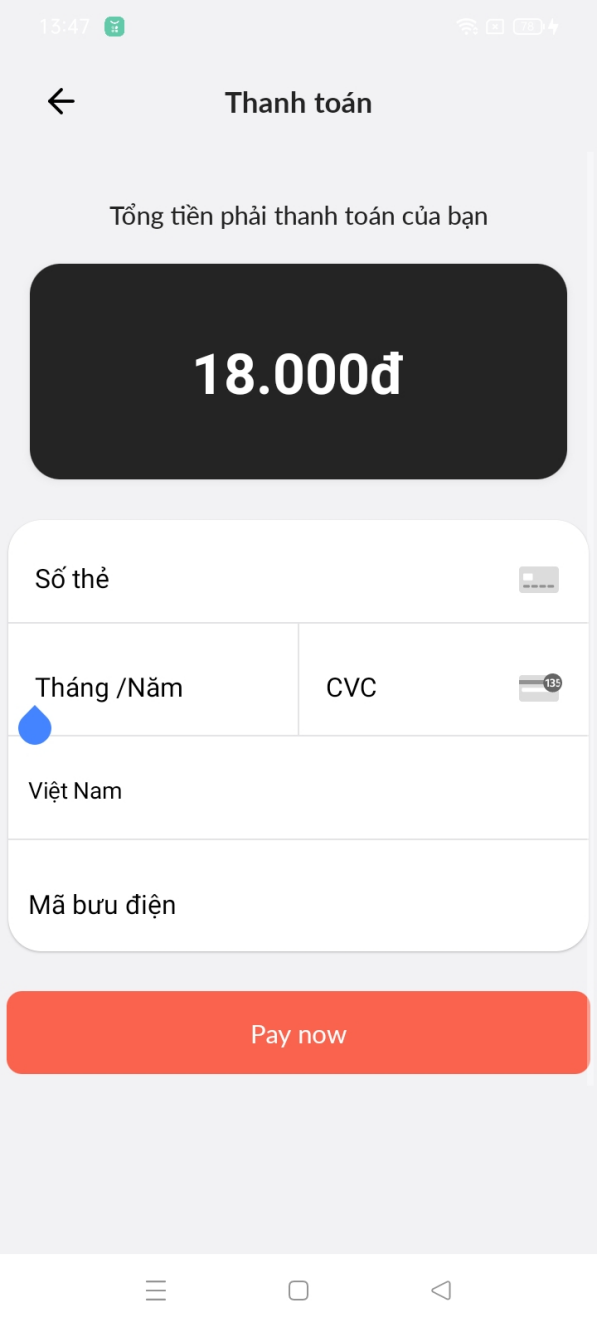 13:47
76
Thanh toán
Tổng tiền phải thanh toán của bạn
18.000đ
Số thẻ
Tháng /Năm
CVC
135
Việt Nam
Mã bưu điện
Pay now